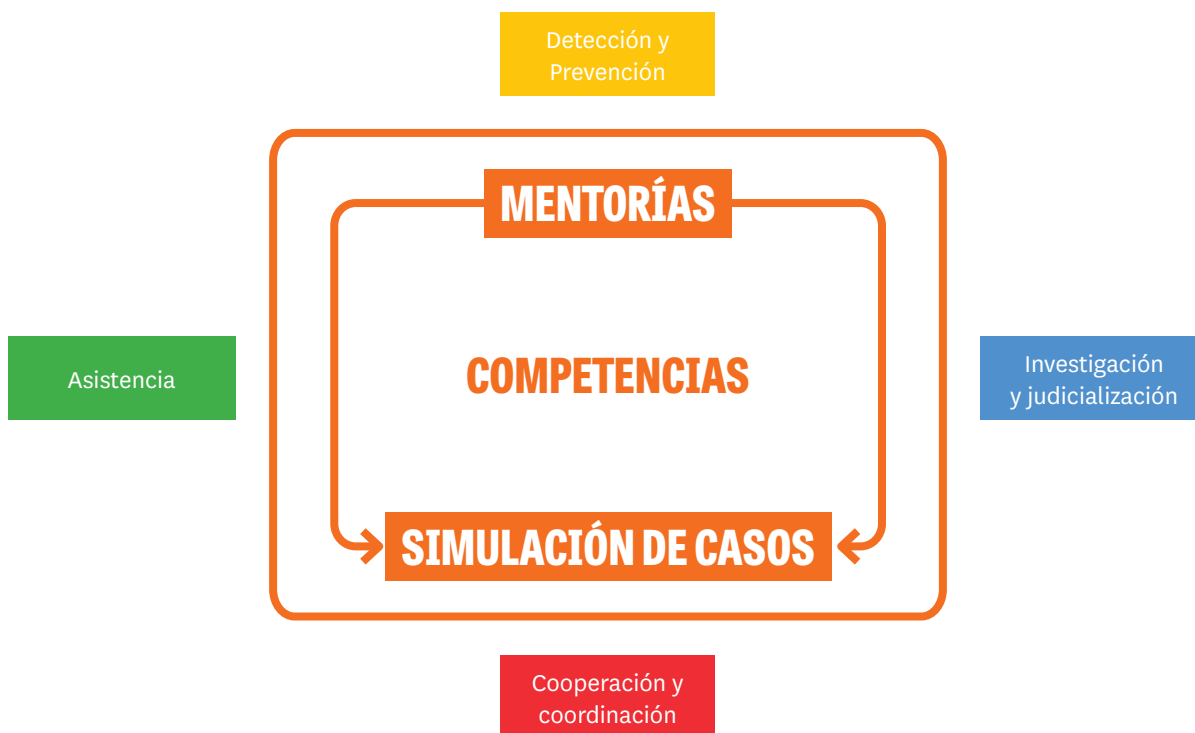 Detección y
Prevención
MENTORÍAS
Asistencia
COMPETENCIAS
Investigación
y judicialización
SIMULACIÓN DE CASOS
Cooperación y
coordinación